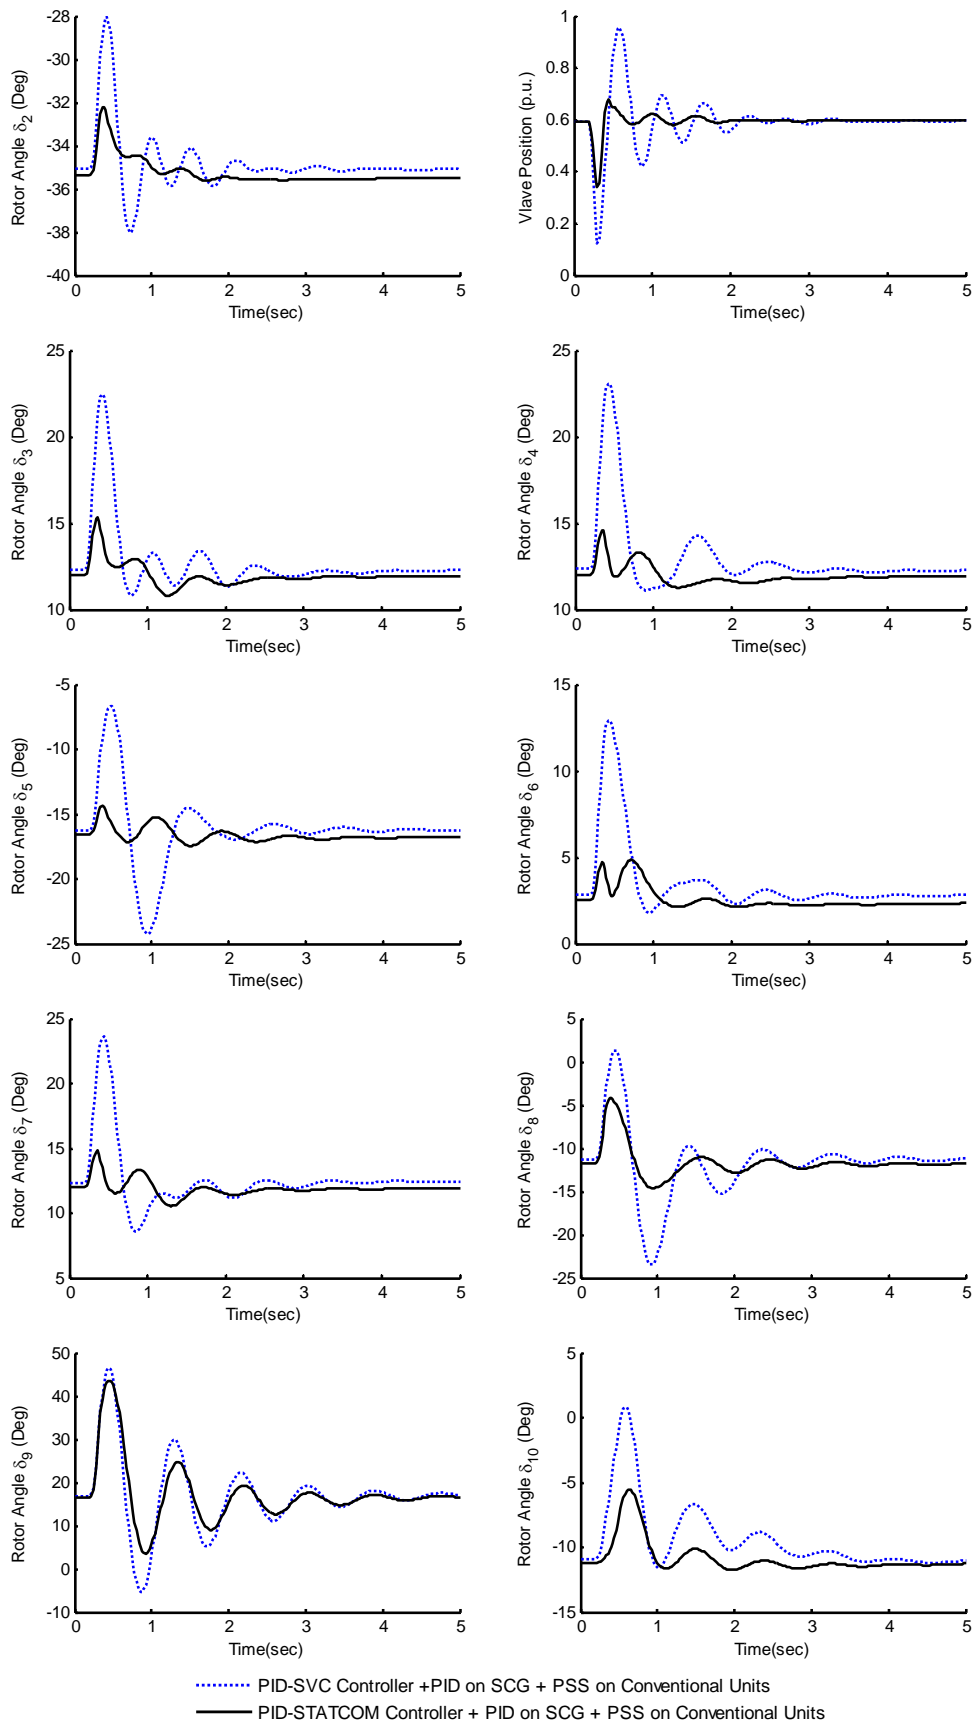 -28
-30
-32
-34
-36
-38
-40
0 1 2 3 4 5
Time(sec)
Rotor Angle δ2 (Deg)
1
0.8
0.6
0.4
0.2
0
0 1 2 3 4 5
Time(sec)
Vlave Position (p.u.)
25
20
15
10
0 1 2 3 4 5
Time(sec)
Rotor Angle δ3 (Deg)
25
20
15
10
0 1 2 3 4 5
Time(sec)
Rotor Angle δ4 (Deg)
-5
-10
-15
-20
-25
0 1 2 3 4 5
Time(sec)
Rotor Angle δ5 (Deg)
15
10
5
0
0 1 2 3 4 5
Time(sec)
Rotor Angle δ6 (Deg)
25
20
15
10
5
0 1 2 3 4 5
Time(sec)
Rotor Angle δ7 (Deg)
5
0
-5
-10
-15
-20
-25
0 1 2 3 4 5
Time(sec)
Rotor Angle δ8 (Deg)
50
40
30
20
10
0
-10
0 1 2 3 4 5
Time(sec)
Rotor Angle δ9 (Deg)
5
0
-5
-10
-15
0 1 2 3 4 5
Time(sec)
Rotor Angle δ10 (Deg)
PID-SVC Controller +PID on SCG + PSS on Conventional Units
PID-STATCOM Controller + PID on SCG + PSS on Conventional Units